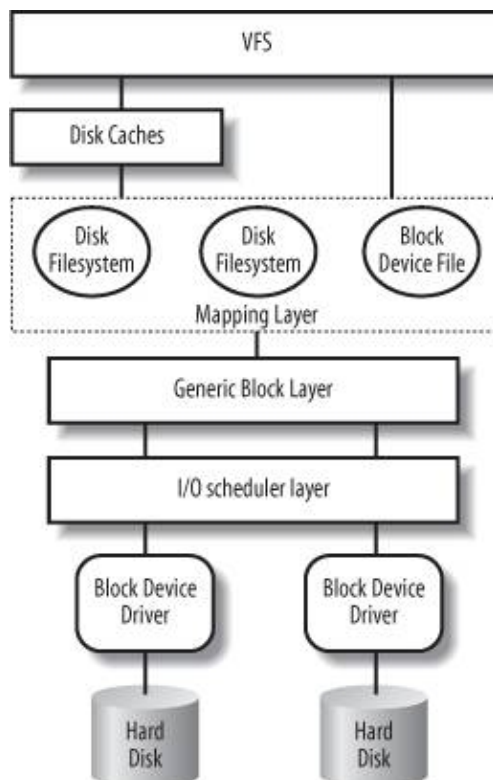 VFS
Disk Caches
Disk
Filesystem
Disk
Filesystem
Block
Device File
Mapping Layer
Generic Block Layer
I/O scheduler layer
Block Device
Driver
Block Device
Driver
Hard
Disk
Hard
Disk